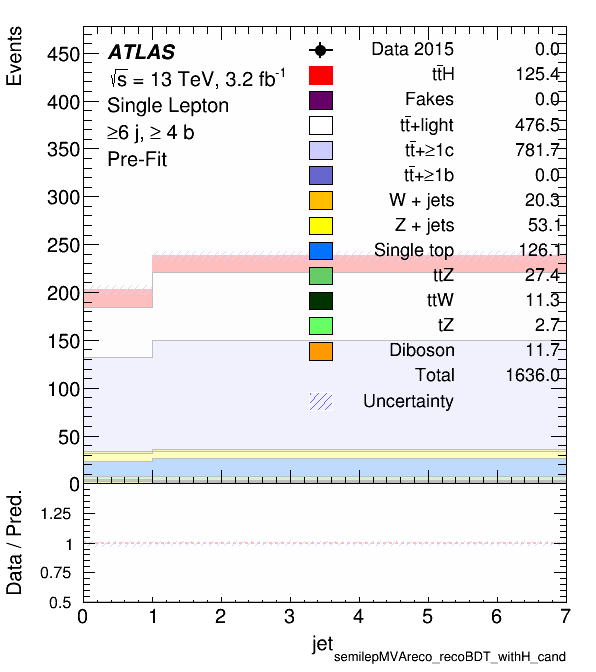 Events
450
400
350
300
250
200
150
100
50
0
ATLAS
√s = 13 TeV, 3.2 fb⁻¹
Single Lepton
≥6 j, ≥ 4 b
Pre-Fit
Data 2015 0.0
tt̄H 125.4
Fakes 0.0
tt̄+light 476.5
tt̄+≥1c 781.7
tt̄+≥1b 0.0
W + jets 20.3
Z + jets 53.1
Single top 126.1
ttZ 27.4
ttW 11.3
tZ 2.7
Diboson 11.7
Total 1636.0
Uncertainty
Data / Pred.
1.25
1
0.75
0.5
0 1 2 3 4 5 6 7
jet
semilepMVAreco_recoBDT_withH_cand